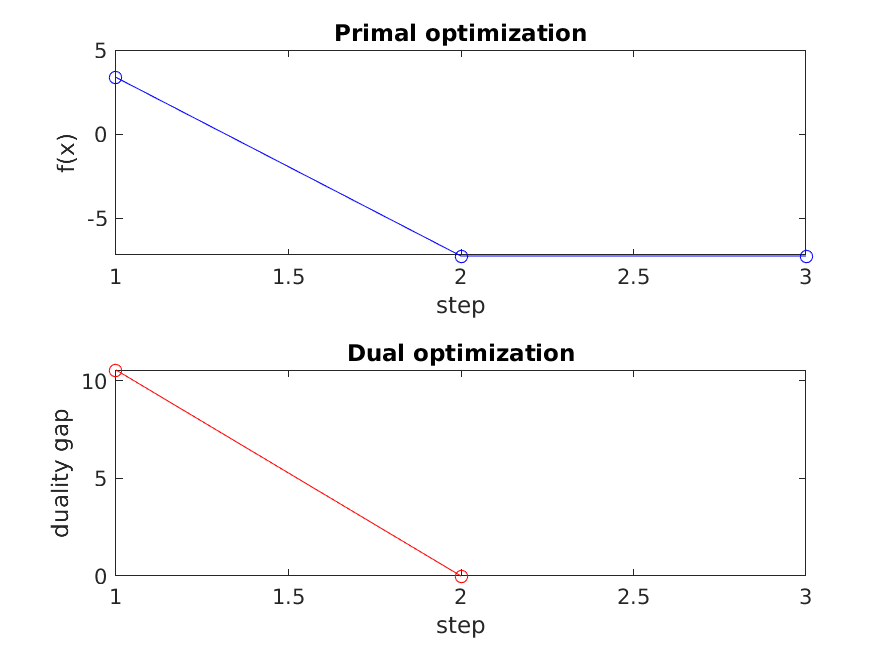 Primal optimization
5
0
-5
f(x)
1 1.5 2 2.5 3
step
Dual optimization
10
5
0
duality gap
1 1.5 2 2.5 3
step